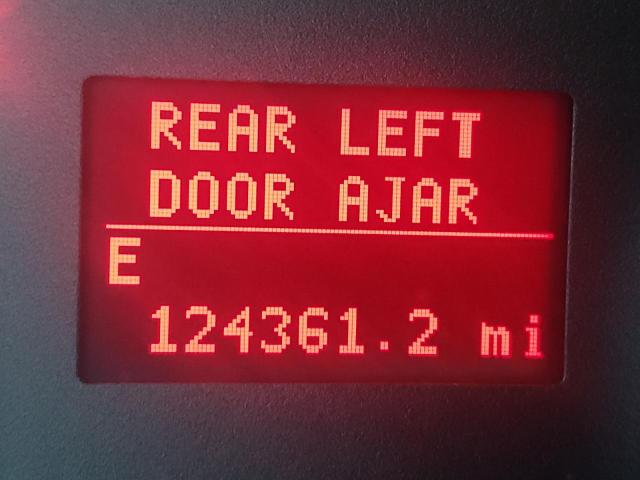 REAR LEFT
DOOR AJAR
E
124361.2 mi